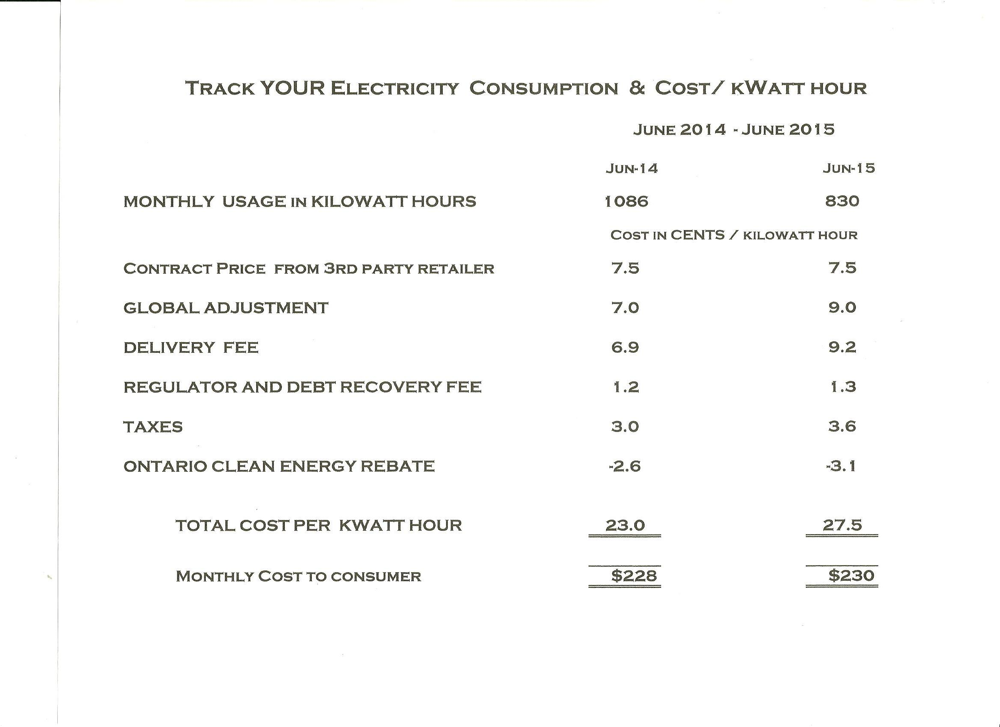 TRACK YOUR ELECTRICITY CONSUMPTION & COST/ KWATT HOUR
JUNE 2014 - JUNE 2015
JUN-14 JUN-15
MONTHLY USAGE IN KILOWATT HOURS 1086 830
COST IN CENTS / KILOWATT HOUR
CONTRACT PRICE FROM 3RD PARTY RETAILER 7.5 7.5
GLOBAL ADJUSTMENT 7.0 9.0
DELIVERY FEE 6.9 9.2
REGULATOR AND DEBT RECOVERY FEE 1.2 1.3
TAXES 3.0 3.6
ONTARIO CLEAN ENERGY REBATE -2.6 -3.1
TOTAL COST PER KWATT HOUR 23.0 27.5
MONTHLY COST TO CONSUMER $228 $230